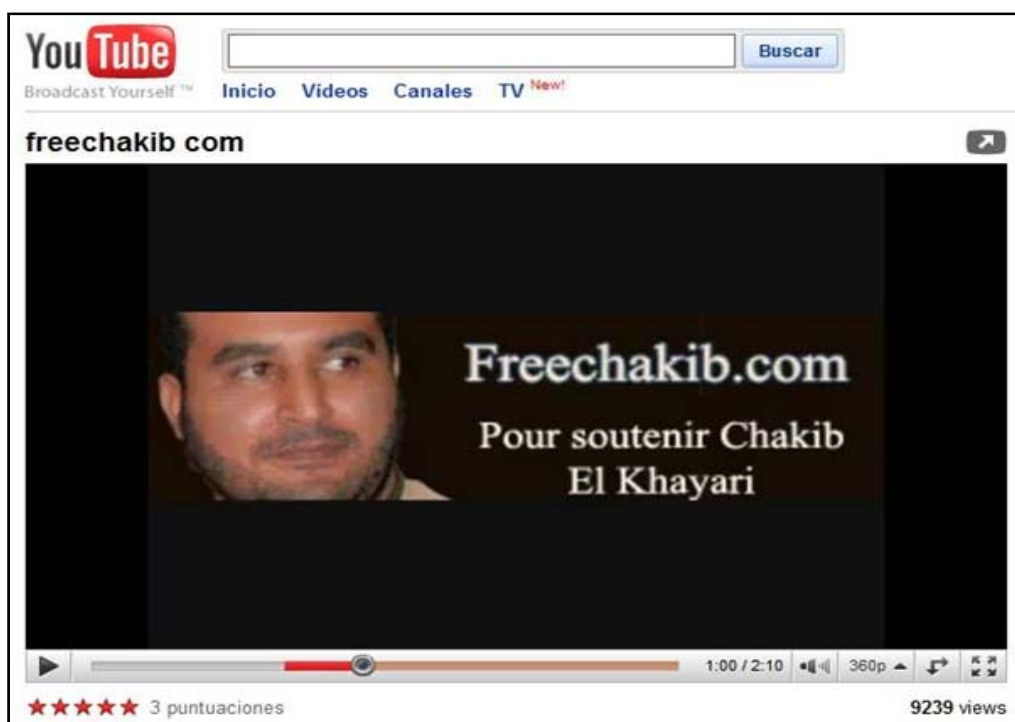 YouTube
Buscar
Broadcast Yourself ™
Inicio Vídeos Canales TV New!
freechakib com
Freechakib.com
Pour soutenir Chakib
El Khayari
1:00 / 2:10 360p
3 puntuaciones 9239 views